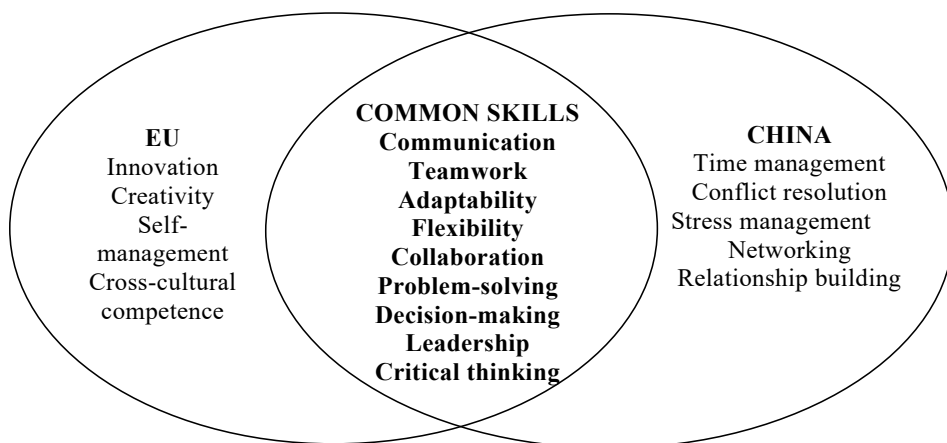 EU
Innovation
Creativity
Self-
management
Cross-cultural
competence
COMMON SKILLS
Communication
Teamwork
Adaptability
Flexibility
Collaboration
Problem-solving
Decision-making
Leadership
Critical thinking
CHINA
Time management
Conflict resolution
Stress management
Networking
Relationship building